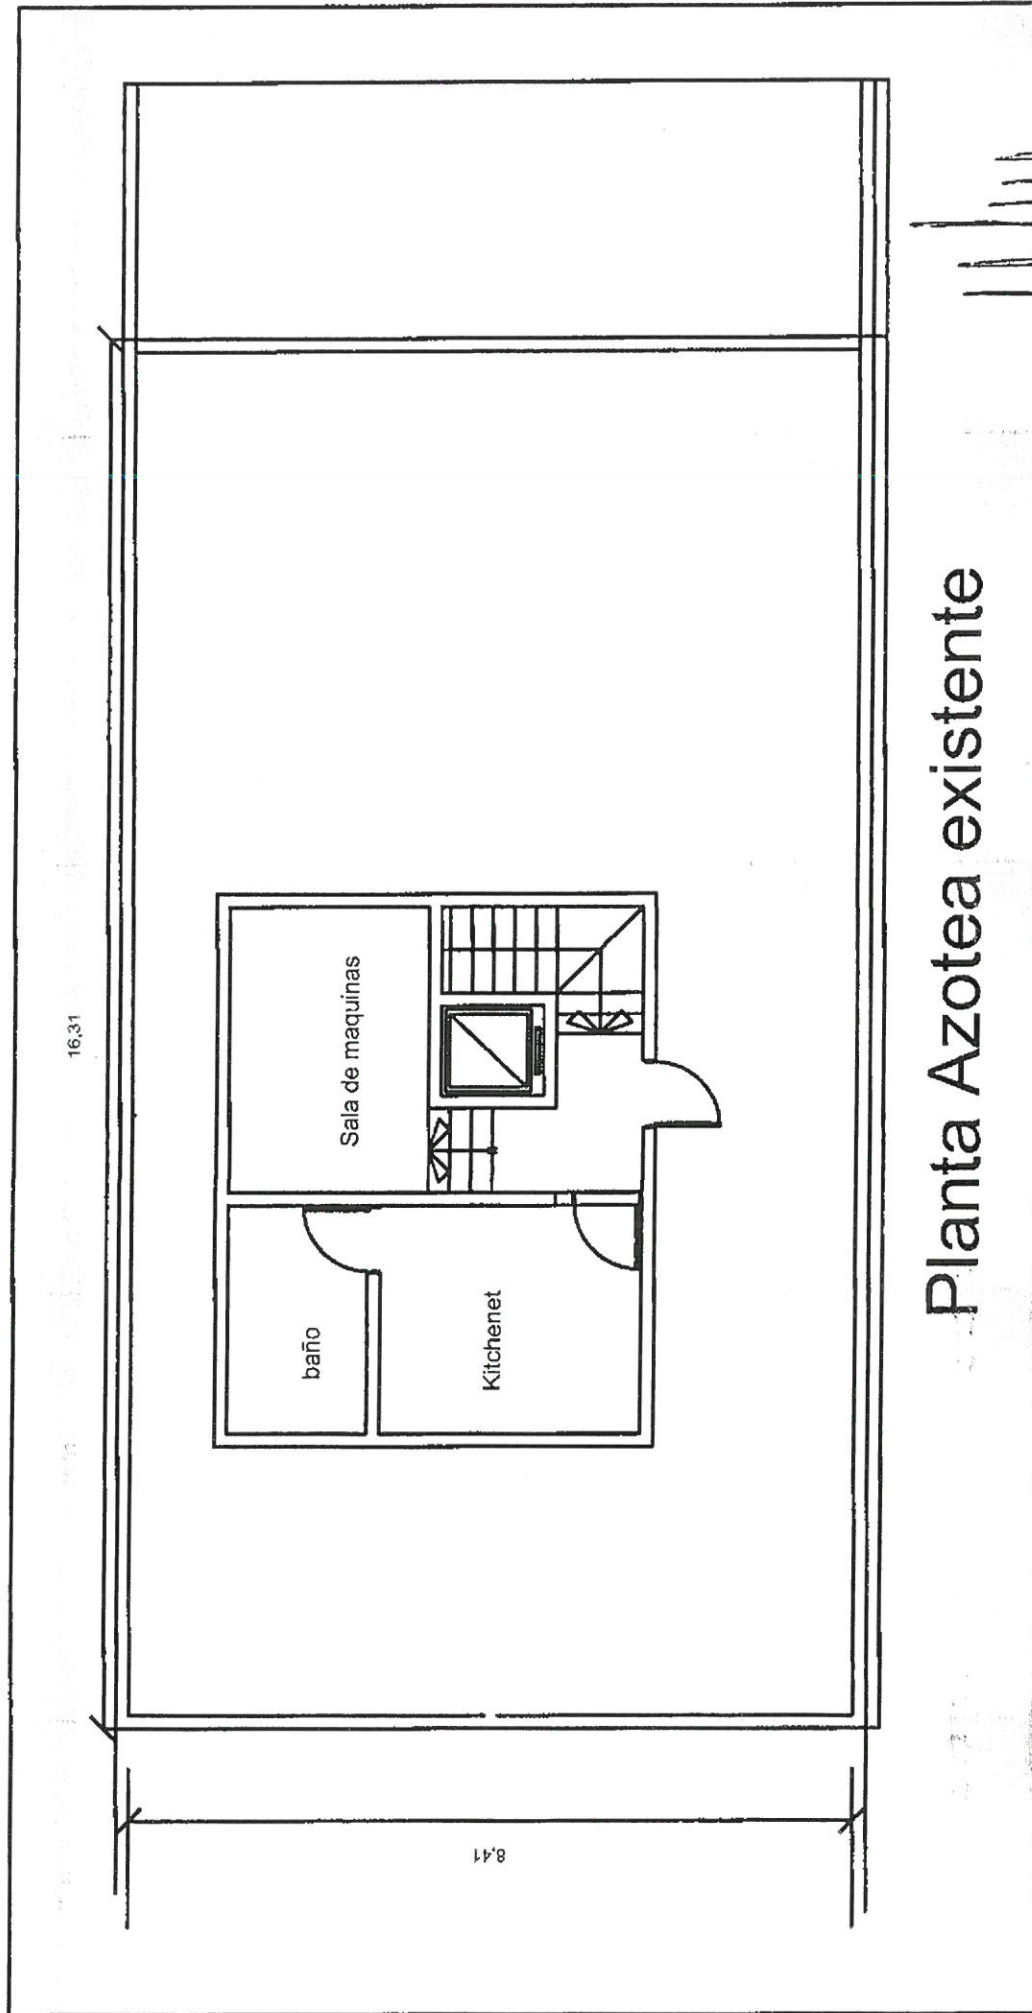 16,31
Sala de maquinas
baño
Kitchenet
8,41
Planta Azotea existente